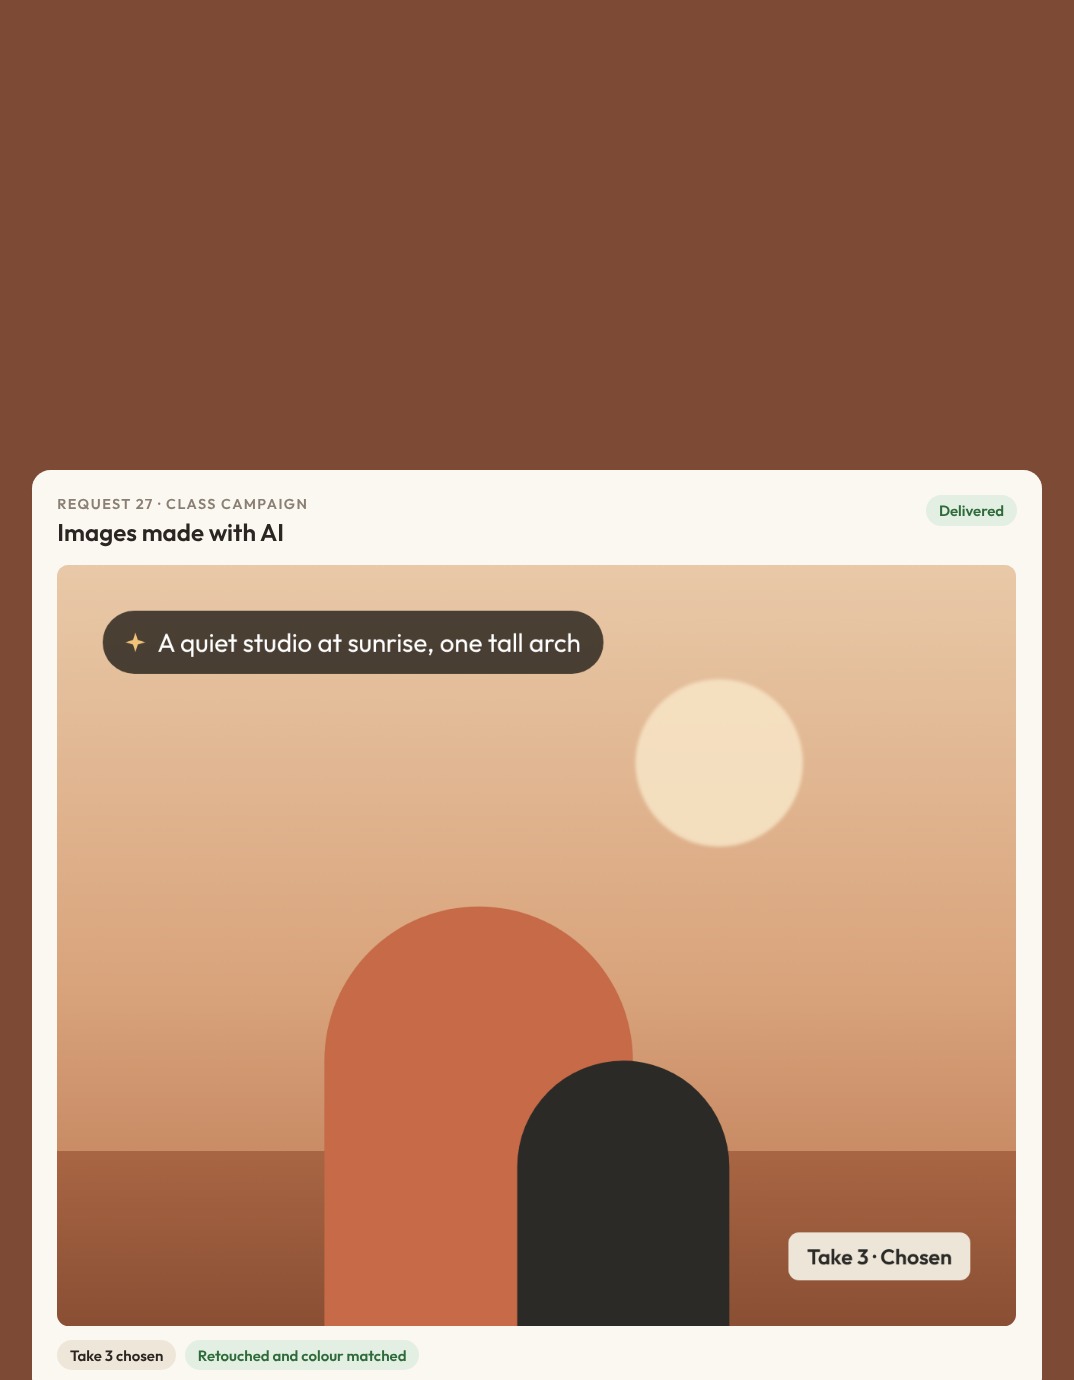 REQUEST 27 · CLASS CAMPAIGN
Delivered
Images made with AI
A quiet studio at sunrise, one tall arch
Take 3 · Chosen
Take 3 chosen
Retouched and colour matched